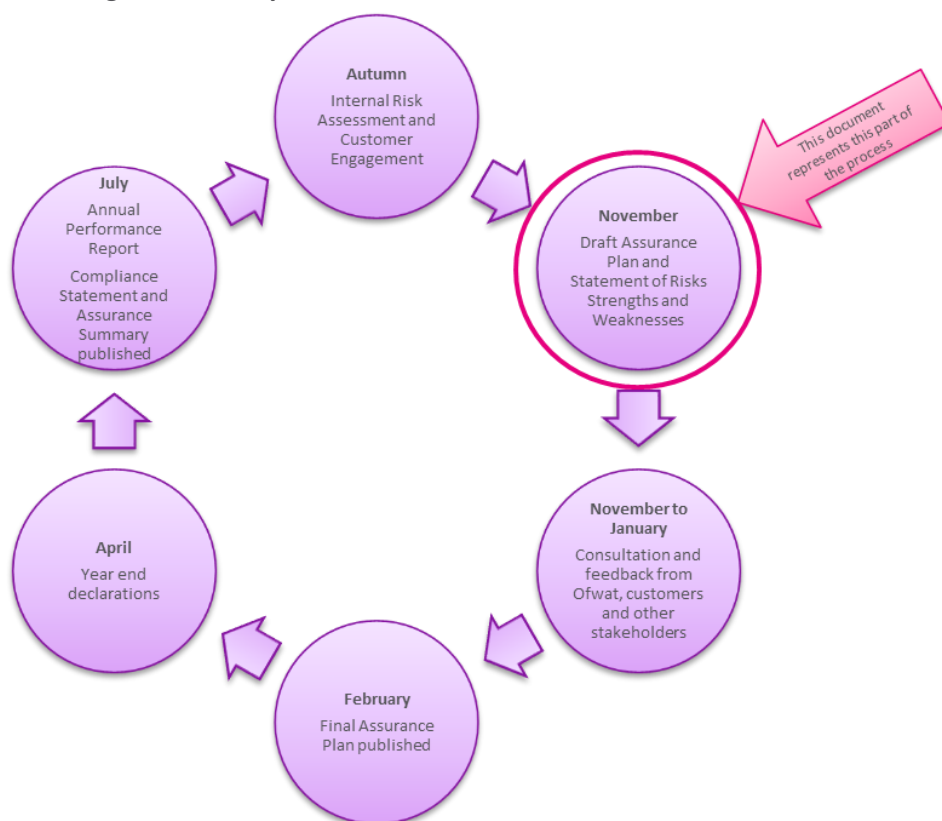 Autumn
Internal Risk
Assessment and
Customer
Engagement
This document
represents this part of
the process
November
Draft Assurance
Plan and
Statement of Risks
Strengths and
Weaknesses
November to
January
Consultation and
feedback from
Ofwat, customers
and other
stakeholders
February
Final Assurance
Plan published
April
Year end
declarations
July
Annual
Performance
Report
Compliance
Statement and
Assurance
Summary
published